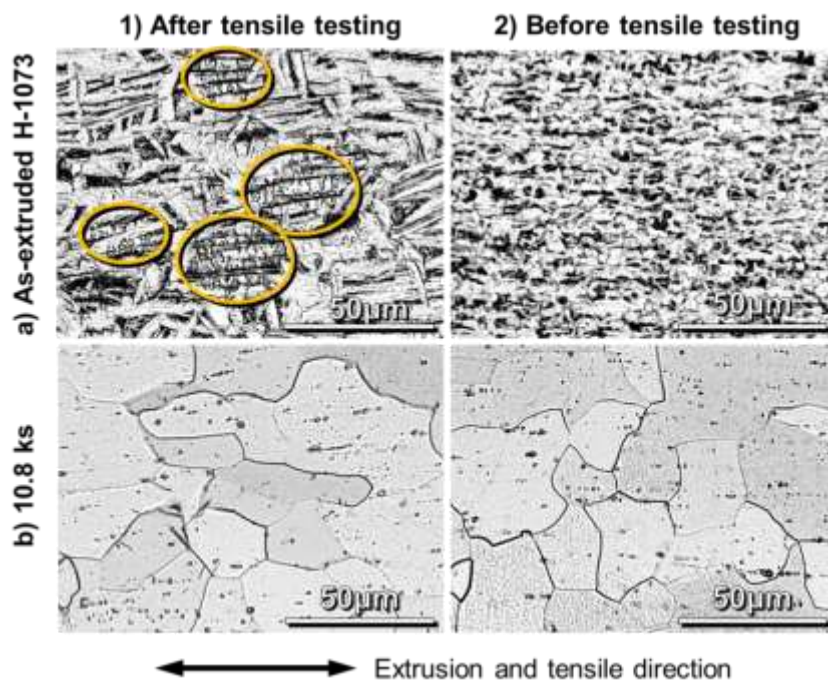 1) After tensile testing
2) Before tensile testing
a) As-extruded H-1073
50μm
50μm
b) 10.8 ks
50μm
50μm
Extrusion and tensile direction